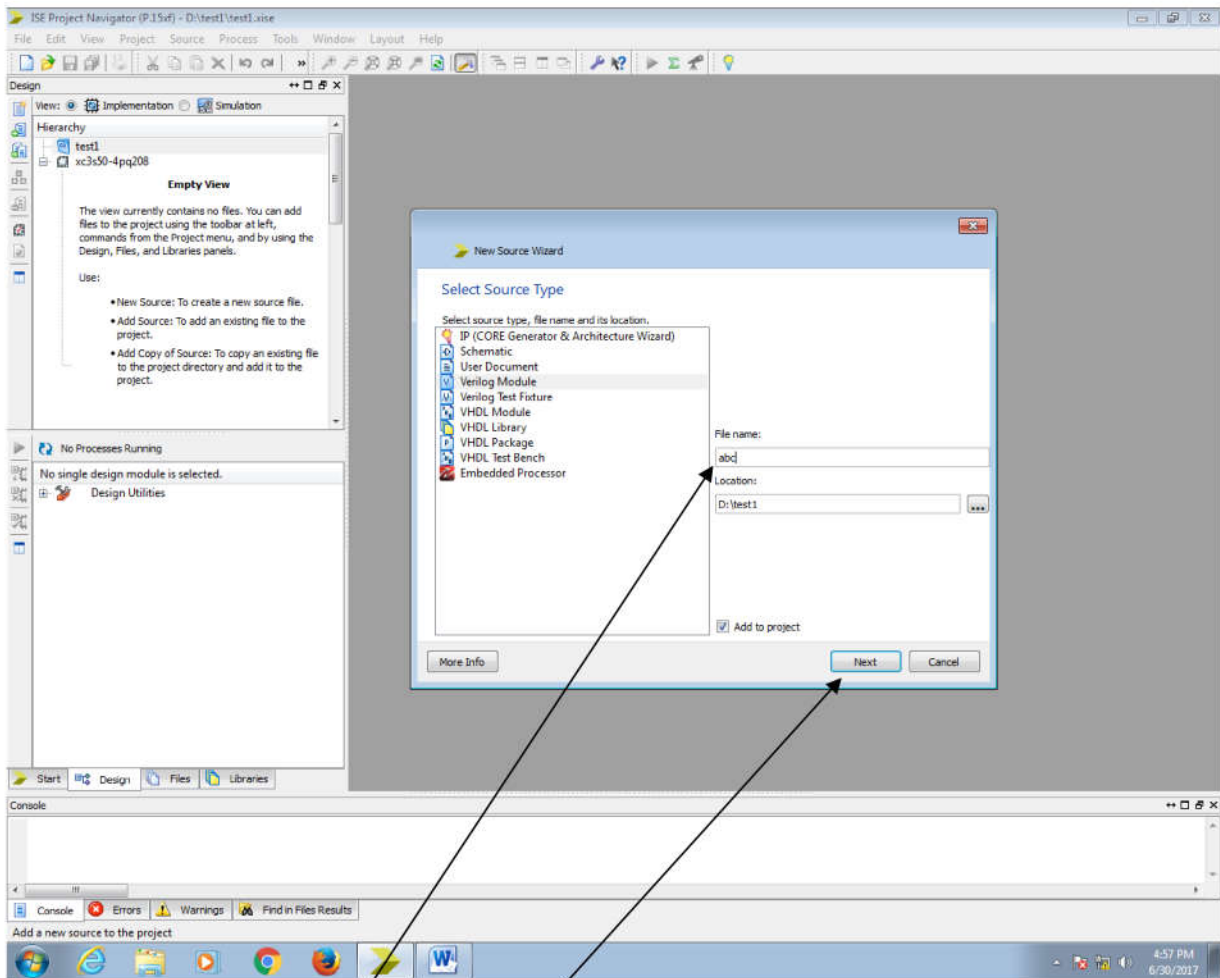 ISE Project Navigator (P.15xf) - D:\test1\test1.xise
File Edit View Project Source Process Tools Window Layout Help
Design
View: Implementation Simulation
Hierarchy
test1
xc3s50-4pq208
Empty View
The view currently contains no files. You can add
files to the project using the toolbar at left,
commands from the Project menu, and by using the
Design, Files, and Libraries panels.
Use:
•New Source: To create a new source file.
•Add Source: To add an existing file to the
project.
•Add Copy of Source: To copy an existing file
to the project directory and add it to the
project.
No Processes Running
No single design module is selected.
Design Utilities
Start Design Files Libraries
New Source Wizard
Select Source Type
Select source type, file name and its location.
IP (CORE Generator & Architecture Wizard)
Schematic
User Document
Verilog Module
Verilog Test Fixture
VHDL Module
VHDL Library
VHDL Package
VHDL Test Bench
Embedded Processor
File name:
abc
Location:
D:\test1
...
Add to project
More Info Next Cancel
Console
Console Errors Warnings Find in Files Results
Add a new source to the project
4:57 PM
6/30/2017